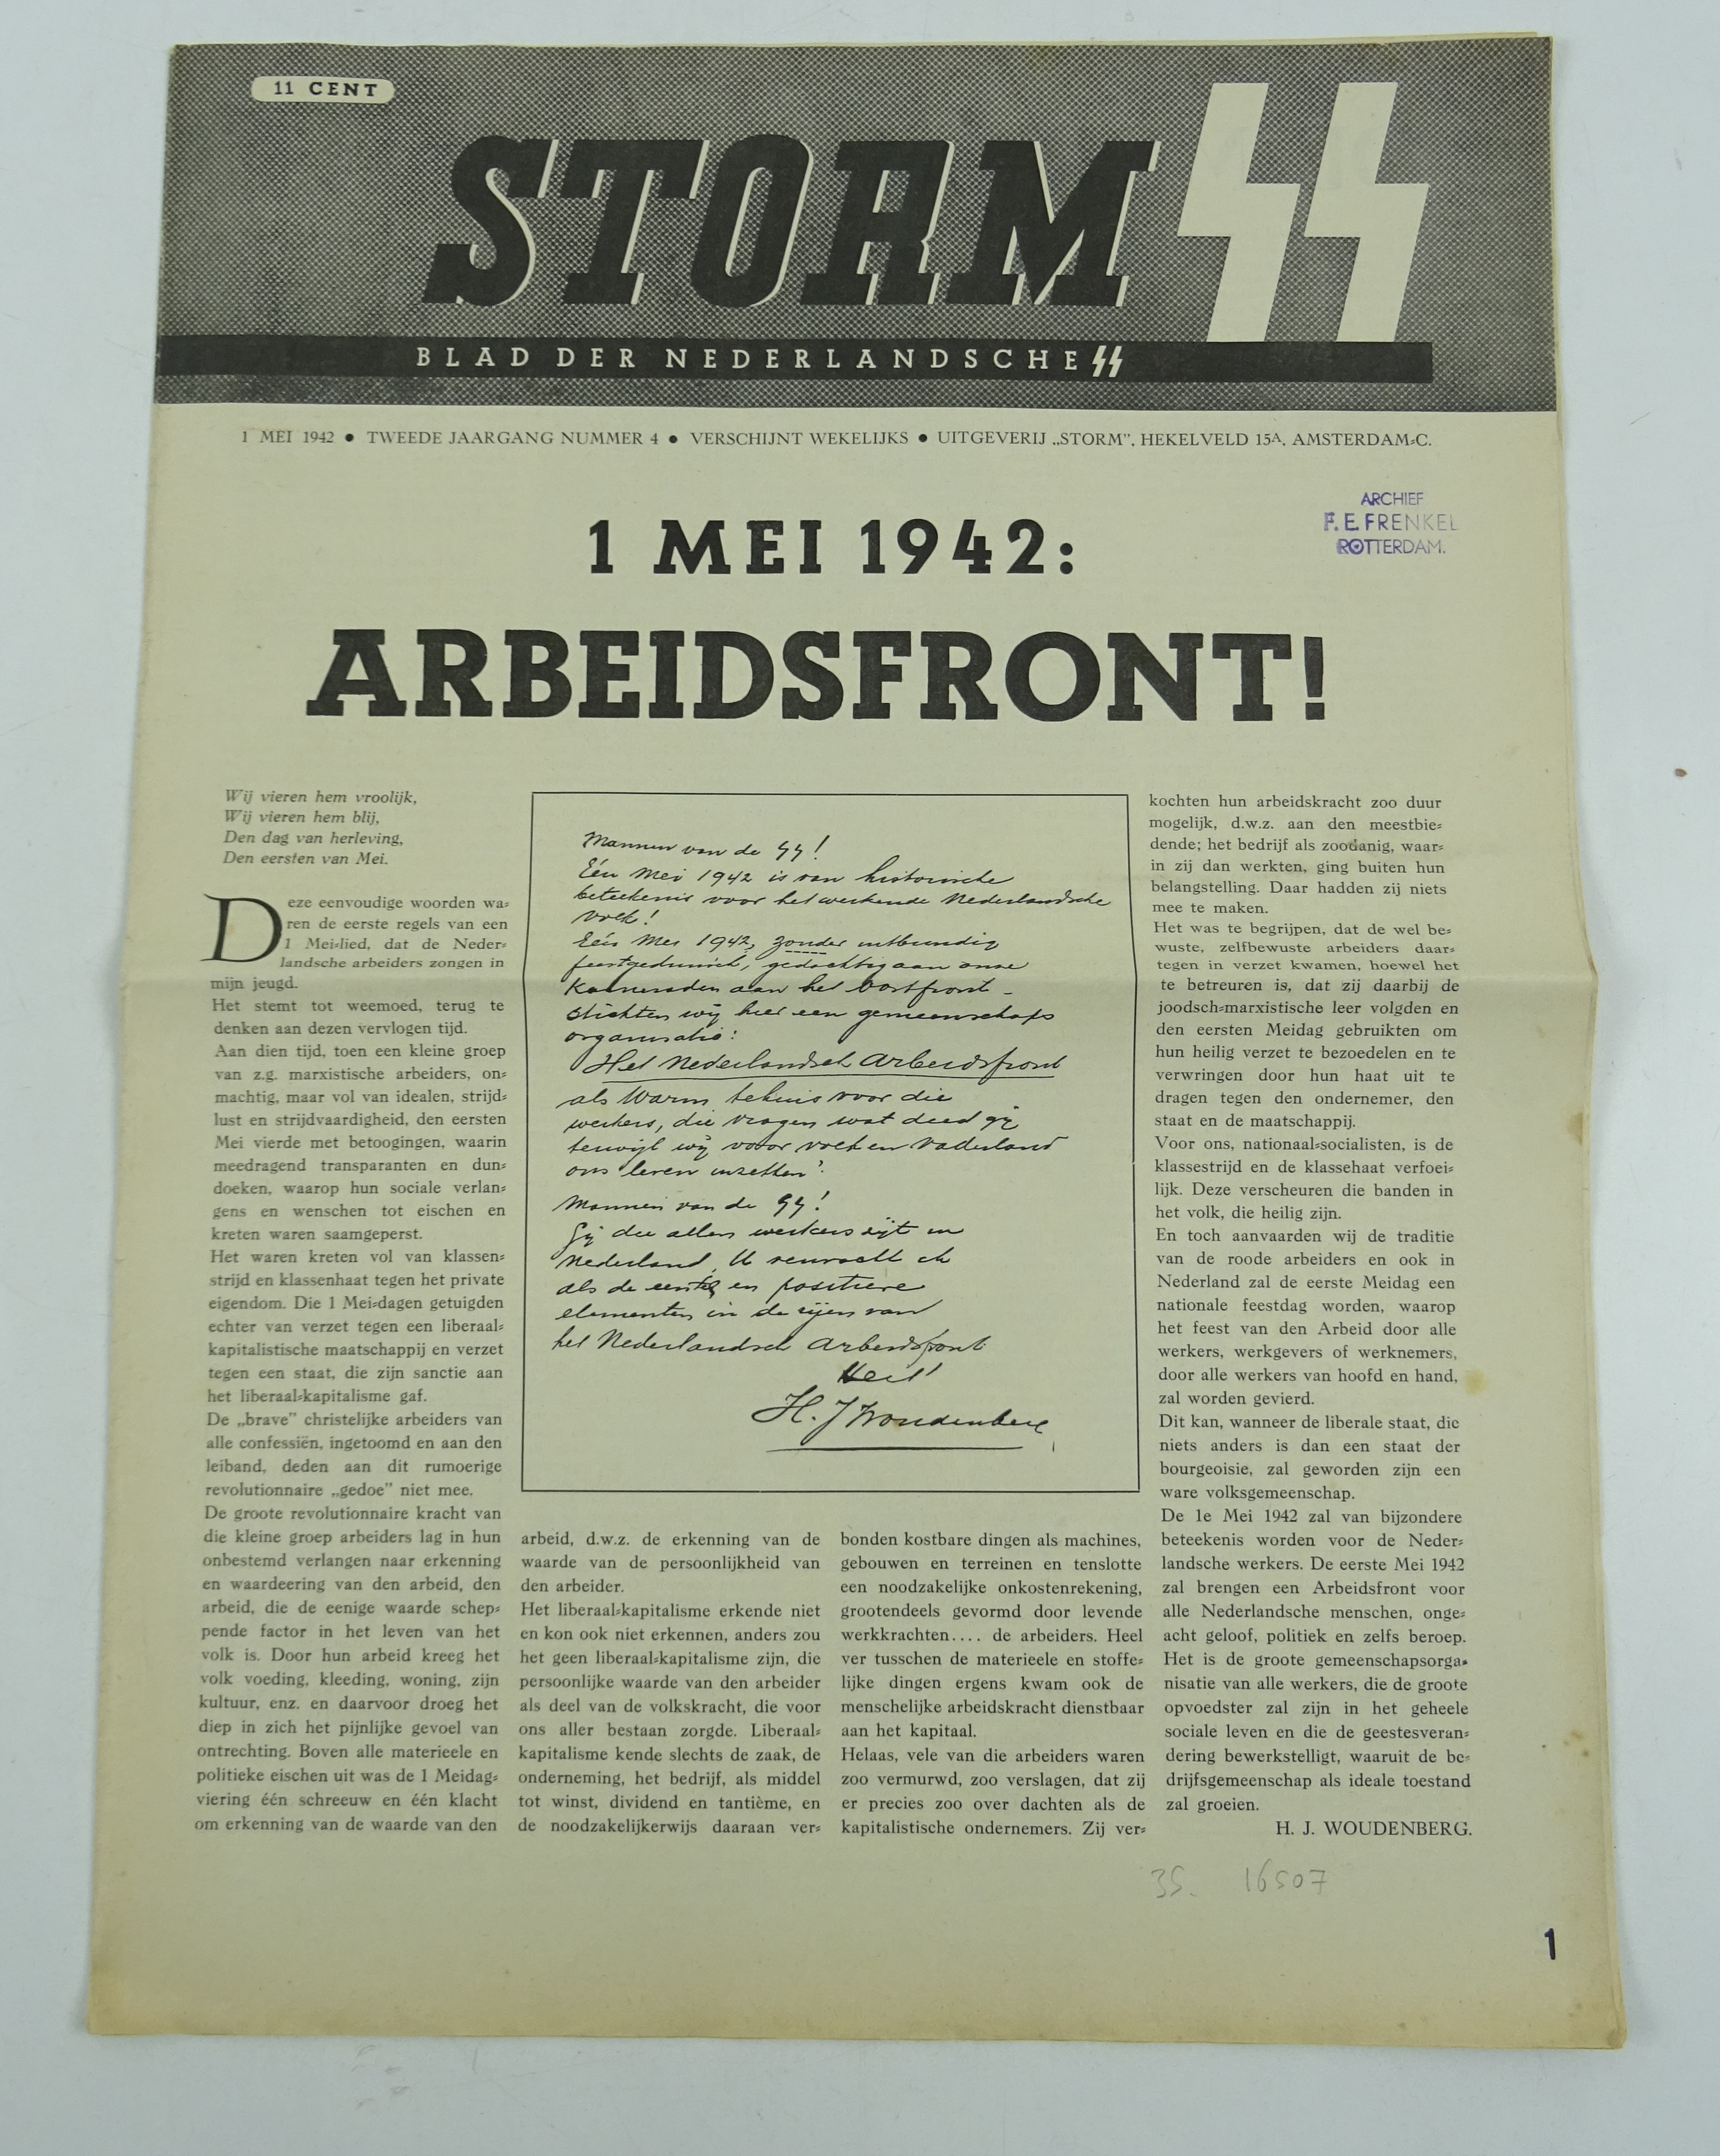 11 CENT
STORM SS
BLAD DER NEDERLANDSCHE SS
1 MEI 1942 ● TWEEDE JAARGANG NUMMER 4 ● VERSCHIJNT WEKELIJKS ● UITGEVERIJ „STORM”, HEKELVELD 15A, AMSTERDAM-C.
ARCHIEF
F. E. FRENKEL
ROTTERDAM.
1 MEI 1942:
ARBEIDSFRONT!
Wij vieren hem vroolijk,
Wij vieren hem blij,
Den dag van herleving,
Den eersten van Mei.
Deze eenvoudige woorden wa-
ren de eerste regels van een
1 Mei-lied, dat de Neder-
landsche arbeiders zongen in
mijn jeugd.
Het stemt tot weemoed, terug te
denken aan dezen vervlogen tijd.
Aan dien tijd, toen een kleine groep
van z.g. marxistische arbeiders, on-
machtig, maar vol van idealen, strijd-
lust en strijdvaardigheid, den eersten
Mei vierde met betoogingen, waarin
meedragend transparanten en dun-
doeken, waarop hun sociale verlan-
gens en wenschen tot eischen en
kreten waren saamgeperst.
Het waren kreten vol van klassen-
strijd en klassenhaat tegen het private
eigendom. Die 1 Mei-dagen getuigden
echter van verzet tegen een liberaal-
kapitalistische maatschappij en verzet
tegen een staat, die zijn sanctie aan
het liberaal-kapitalisme gaf.
De „brave” christelijke arbeiders van
alle confessiën, ingetoomd en aan den
leiband, deden aan dit rumoerige
revolutionnaire „gedoe” niet mee.
De groote revolutionnaire kracht van
die kleine groep arbeiders lag in hun
onbestemd verlangen naar erkenning
en waardeering van den arbeid, den
arbeid, die de eenige waarde schep-
pende factor in het leven van het
volk is. Door hun arbeid kreeg het
volk voeding, kleeding, woning, zijn
kultuur, enz. en daarvoor droeg het
diep in zich het pijnlijke gevoel van
ontrechting. Boven alle materieele en
politieke eischen uit was de 1 Meidag-
viering één schreeuw en één klacht
om erkenning van de waarde van den
Mannen van de SS!
Eén Mei 1942 is van historische
beteekenis voor het werkende Nederlandsche
volk!
Eén Mei 1942, zonder uitbundig
feestgedruisch, gedachtig aan onze
Kameraden aan het Oostfront -
stichten wij hier een gemeenschaps
organisatie:
Het Nederlandsch Arbeidsfront
als warm tehuis voor die
werkers, die vragen wat deed gij
terwijl wij voor volk en Vaderland
ons leven inzetten?
Mannen van de SS!
Gij die allen werkers zijt in
Nederland, U verwacht ik
als de eerste en positieve
elementen in de rijen van
het Nederlandsch Arbeidsfront
Heil!
H. J. Woudenberg
arbeid, d.w.z. de erkenning van de
waarde van de persoonlijkheid van
den arbeider.
Het liberaal-kapitalisme erkende niet
en kon ook niet erkennen, anders zou
het geen liberaal-kapitalisme zijn, die
persoonlijke waarde van den arbeider
als deel van de volkskracht, die voor
ons aller bestaan zorgde. Liberaal-
kapitalisme kende slechts de zaak, de
onderneming, het bedrijf, als middel
tot winst, dividend en tantième, en
de noodzakelijkerwijs daaraan ver-
bonden kostbare dingen als machines,
gebouwen en terreinen en tenslotte
een noodzakelijke onkostenrekening,
grootendeels gevormd door levende
werkkrachten.... de arbeiders. Heel
ver tusschen de materieele en stoffe-
lijke dingen ergens kwam ook de
menschelijke arbeidskracht dienstbaar
aan het kapitaal.
Helaas, vele van die arbeiders waren
zoo vermurwd, zoo verslagen, dat zij
er precies zoo over dachten als de
kapitalistische ondernemers. Zij ver-
kochten hun arbeidskracht zoo duur
mogelijk, d.w.z. aan den meestbie-
dende; het bedrijf als zoodanig, waar-
in zij dan werkten, ging buiten hun
belangstelling. Daar hadden zij niets
mee te maken.
Het was te begrijpen, dat de wel be-
wuste, zelfbewuste arbeiders daar-
tegen in verzet kwamen, hoewel het
te betreuren is, dat zij daarbij de
joodsch-marxistische leer volgden en
den eersten Meidag gebruikten om
hun heilig verzet te bezoedelen en te
verwringen door hun haat uit te
dragen tegen den ondernemer, den
staat en de maatschappij.
Voor ons, nationaal-socialisten, is de
klassestrijd en de klassehaat verfoei-
lijk. Deze verscheuren die banden in
het volk, die heilig zijn.
En toch aanvaarden wij de traditie
van de roode arbeiders en ook in
Nederland zal de eerste Meidag een
nationale feestdag worden, waarop
het feest van den Arbeid door alle
werkers, werkgevers of werknemers,
door alle werkers van hoofd en hand,
zal worden gevierd.
Dit kan, wanneer de liberale staat, die
niets anders is dan een staat der
bourgeoisie, zal geworden zijn een
ware volksgemeenschap.
De 1e Mei 1942 zal van bijzondere
beteekenis worden voor de Neder-
landsche werkers. De eerste Mei 1942
zal brengen een Arbeidsfront voor
alle Nederlandsche menschen, onge-
acht geloof, politiek en zelfs beroep.
Het is de groote gemeenschapsorga-
nisatie van alle werkers, die de groote
opvoedster zal zijn in het geheele
sociale leven en die de geestesveran-
dering bewerkstelligt, waaruit de be-
drijfsgemeenschap als ideale toestand
zal groeien.
H. J. WOUDENBERG.
35. 16507
1